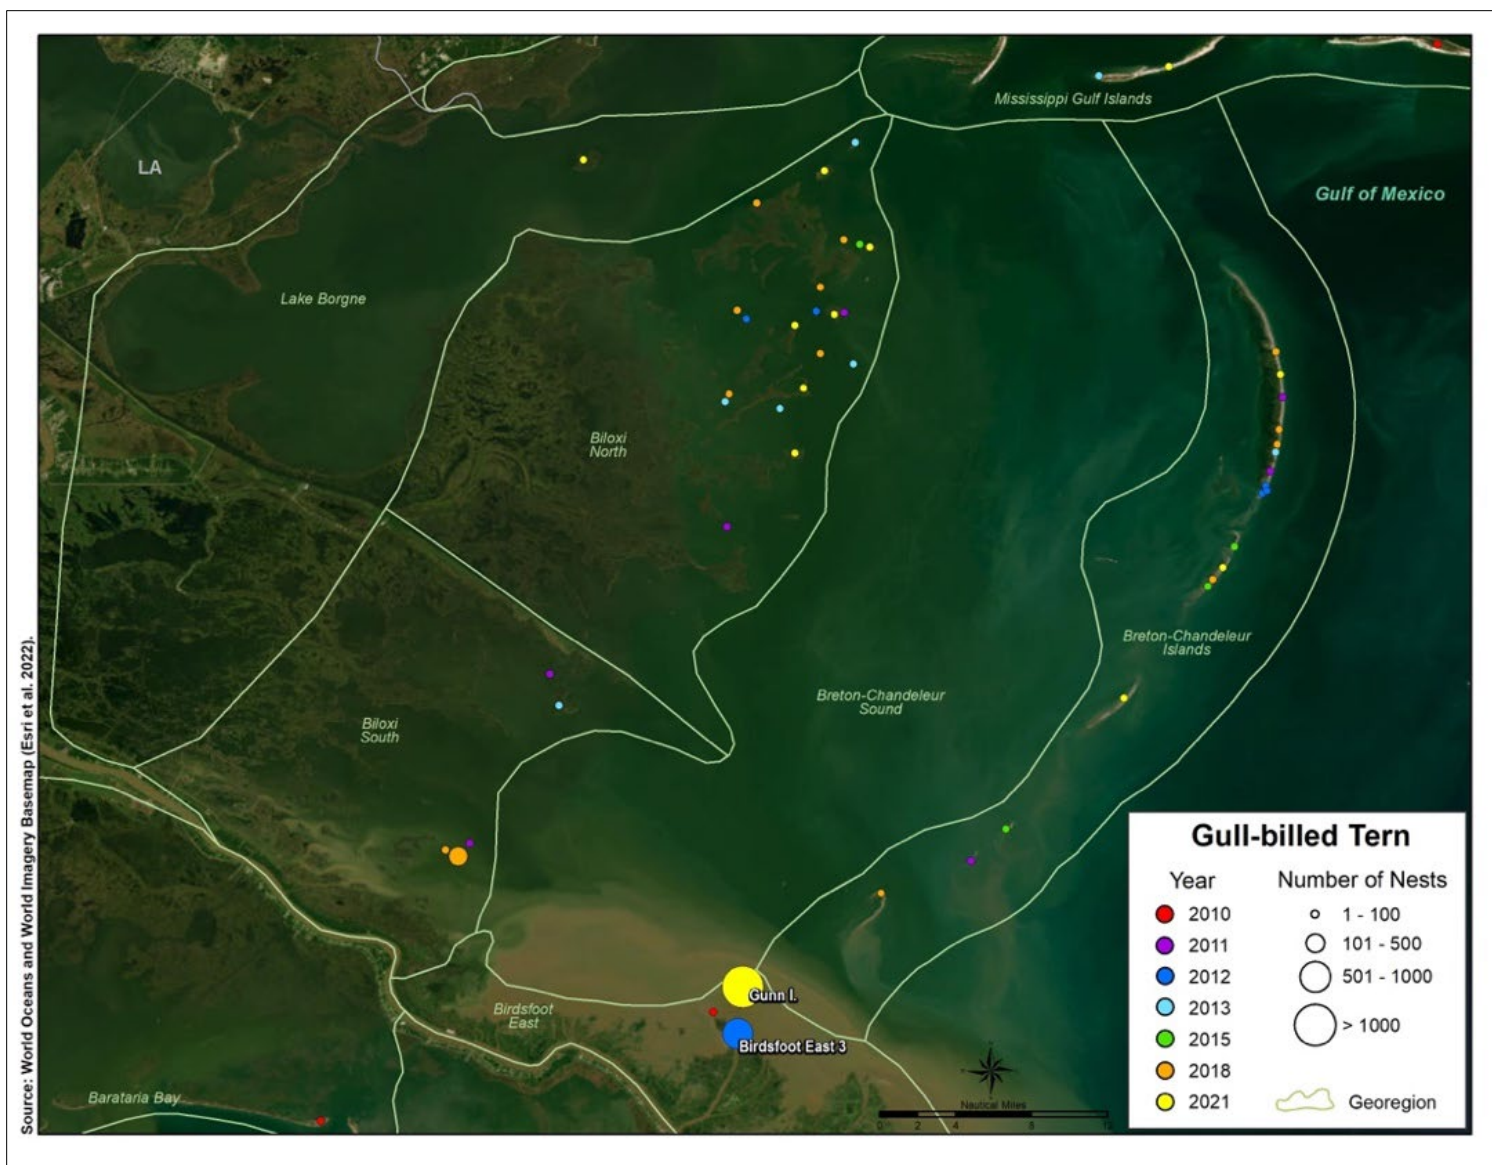 Mississippi Gulf Islands
LA
Gulf of Mexico
Lake Borgne
Biloxi
North
Breton-Chandeleur
Islands
Breton-Chandeleur
Sound
Biloxi
South
Gunn I.
Birdsfoot
East
Birdsfoot East 3
Barataria Bay
Nautical Miles
0 2 4
Gull-billed Tern
Year
2010
2011
2012
2013
2015
2018
2021
Number of Nests
1 - 100
101 - 500
501 - 1000
> 1000
Georegion
Source: World Oceans and World Imagery Basemap (Esri et al. 2022).